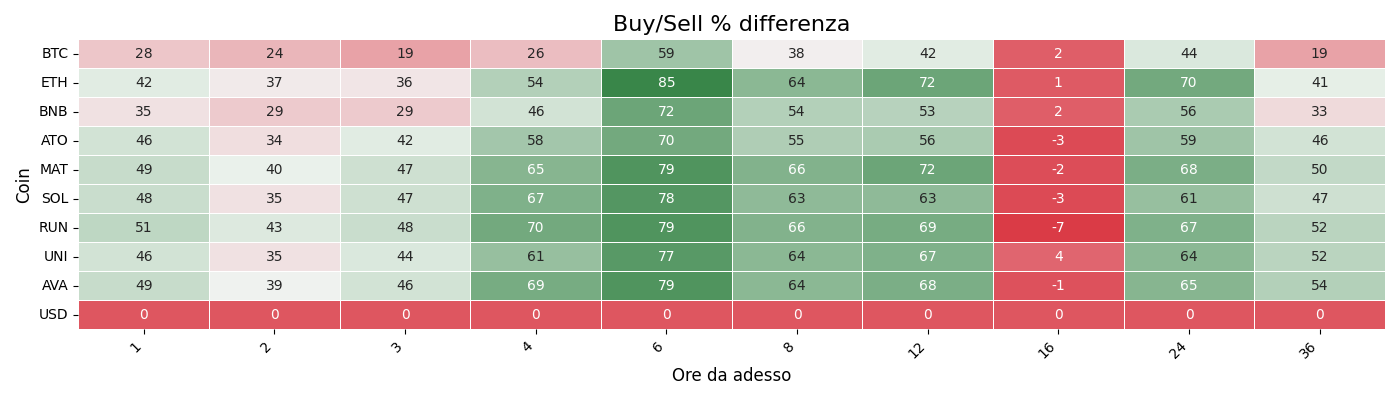 Buy/Sell % differenza
Coin
BTC 28 24 19 26 59 38 42 2 44 19
ETH 42 37 36 54 85 64 72 1 70 41
BNB 35 29 29 46 72 54 53 2 56 33
ATO 46 34 42 58 70 55 56 -3 59 46
MAT 49 40 47 65 79 66 72 -2 68 50
SOL 48 35 47 67 78 63 63 -3 61 47
RUN 51 43 48 70 79 66 69 -7 67 52
UNI 46 35 44 61 77 64 67 4 64 52
AVA 49 39 46 69 79 64 68 -1 65 54
USD 0 0 0 0 0 0 0 0 0 0
1 2 3 4 6 8 12 16 24 36
Ore da adesso